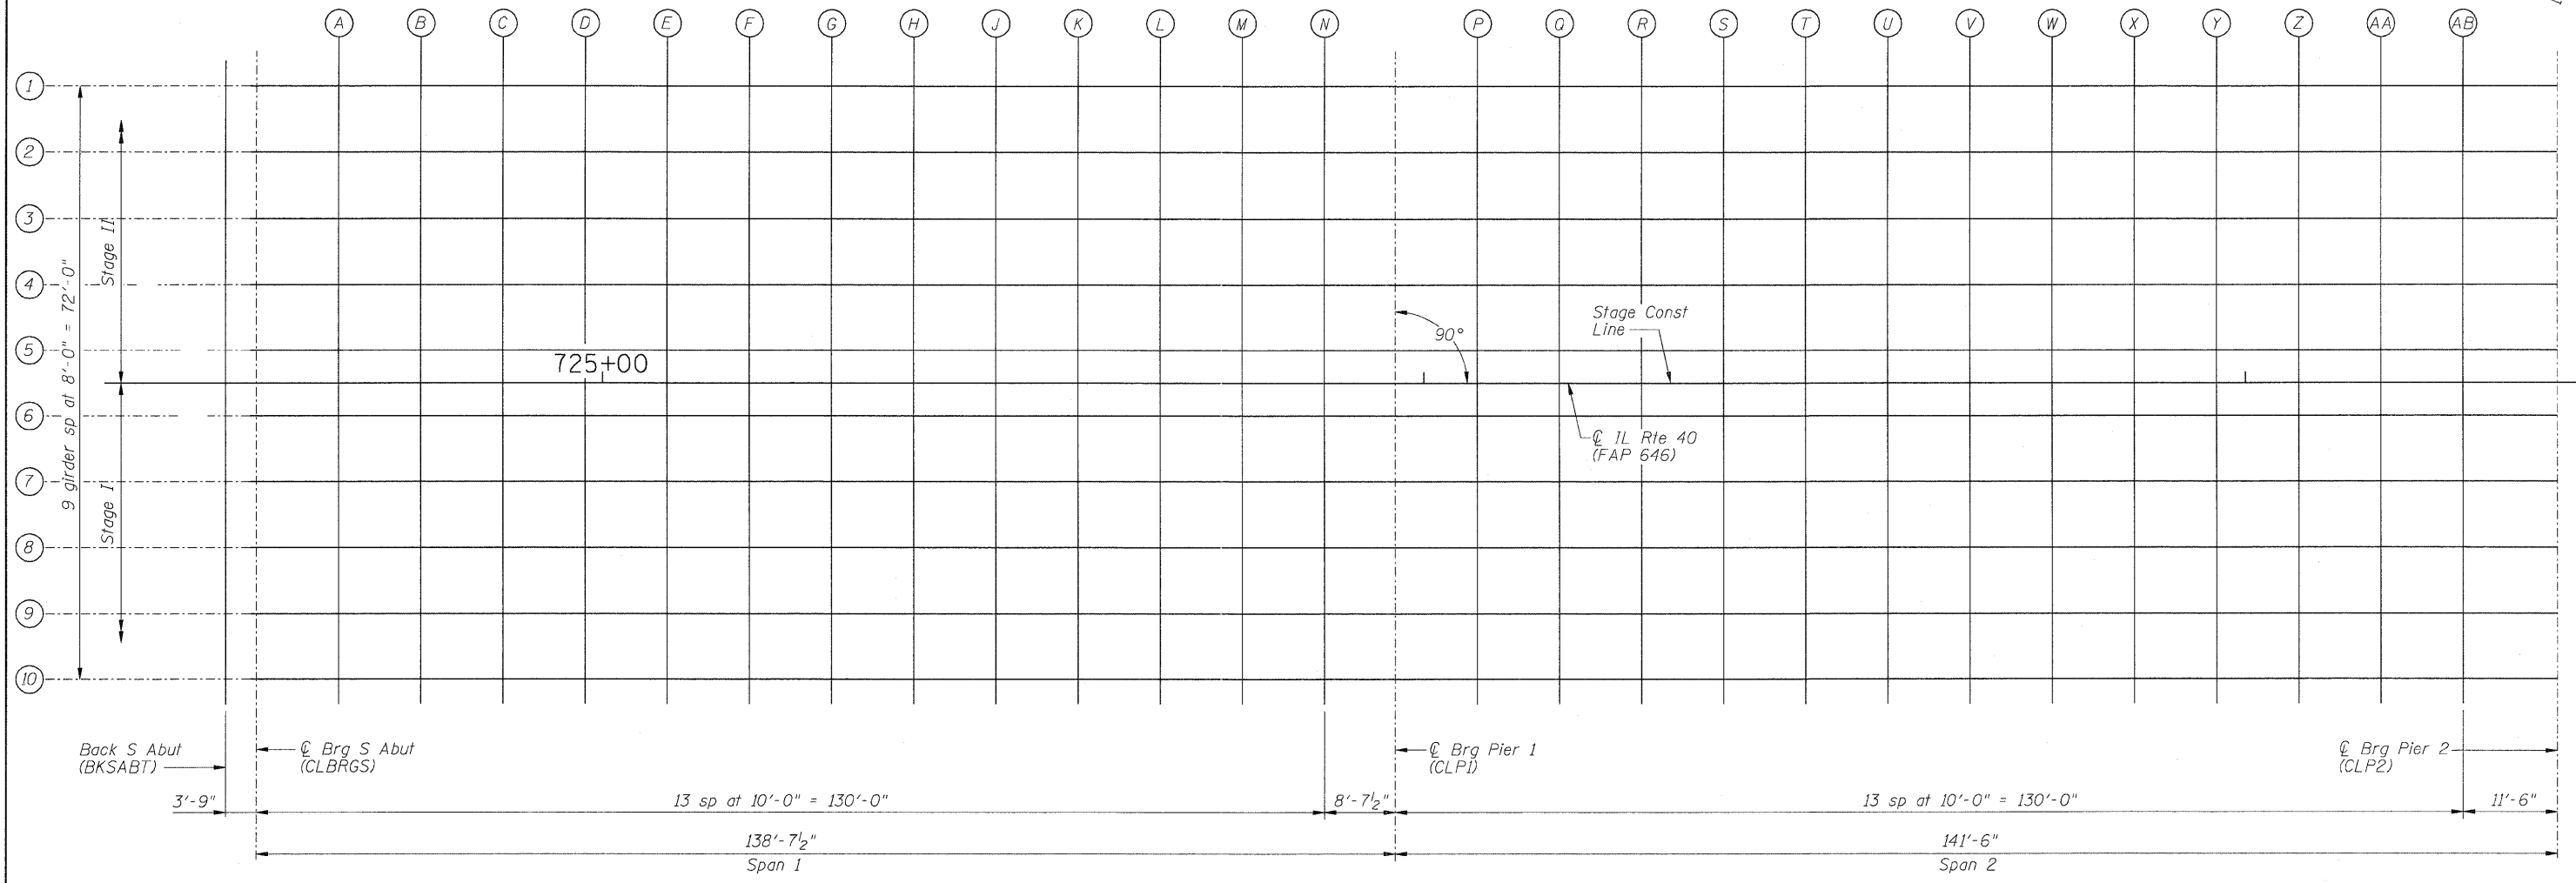 A B C D E F G H J K L M N P Q R S T U V W X Y Z AA AB
1
2
3
4
5
6
7
8
9
10
9 girder sp at 8'-0" = 72'-0"
Stage II
Stage I
725+00
90°
Stage Const
Line
℄ IL Rte 40
(FAP 646)
Back S Abut
(BKSABT)
℄ Brg S Abut
(CLBRGS)
℄ Brg Pier 1
(CLP1)
℄ Brg Pier 2
(CLP2)
3'-9" 13 sp at 10'-0" = 130'-0" 8'-7½" 13 sp at 10'-0" = 130'-0" 11'-6"
138'-7½" 141'-6"
Span 1 Span 2